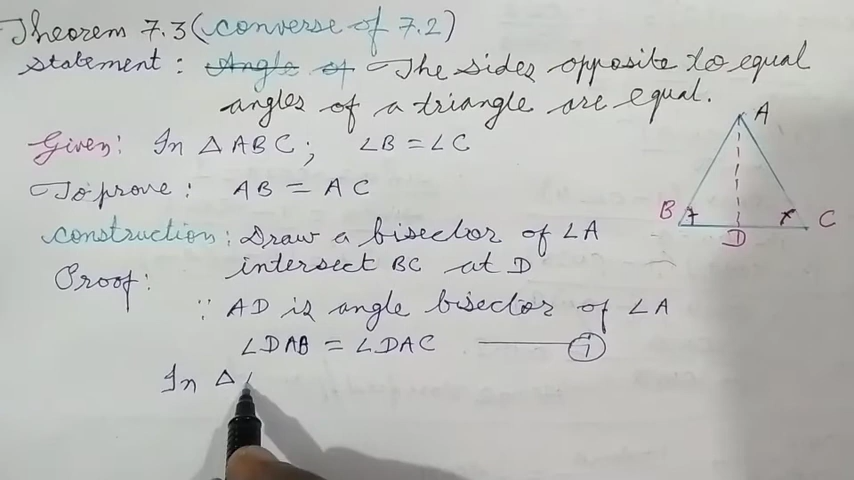 Theorem 7.3 (converse of 7.2)
Statement: Angle of The sides opposite to equal
angles of a triangle are equal.
Given: In △ABC; ∠B = ∠C
To prove: AB = AC
construction: Draw a bisector of ∠A
intersect BC at D
Proof:
∵ AD is angle bisector of ∠A
∠DAB = ∠DAC —— ①
In △
A
B
C
D